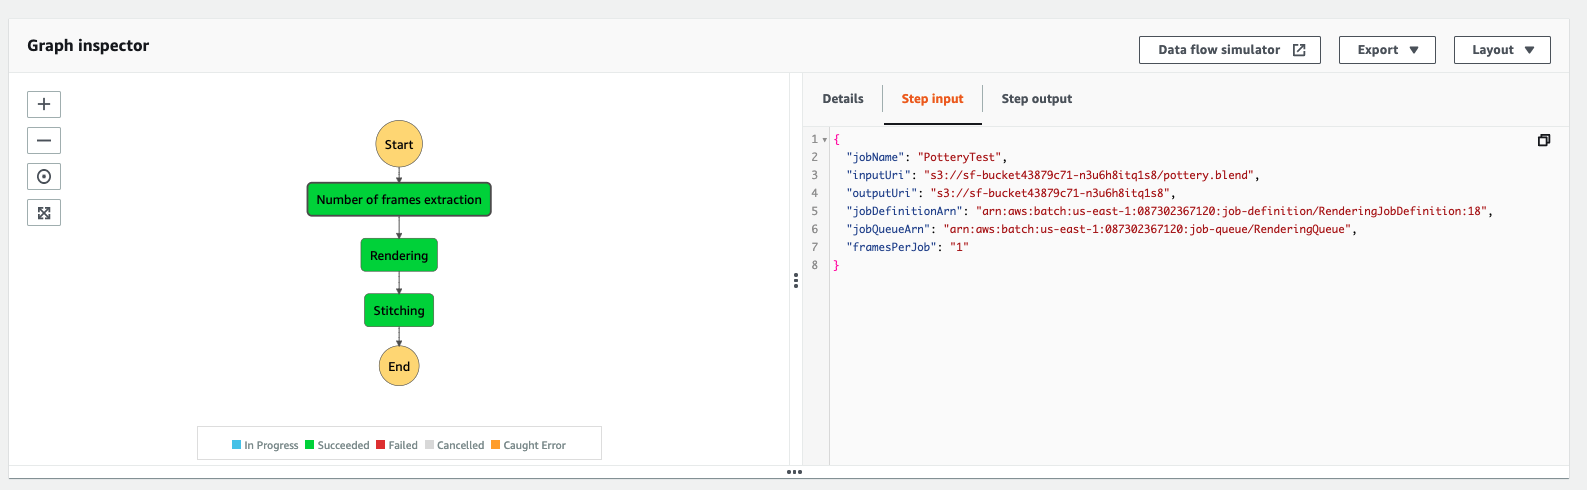 Graph inspector
Data flow simulator
Export
Layout
Start
Number of frames extraction
Rendering
Stitching
End
In Progress
Succeeded
Failed
Cancelled
Caught Error
Details
Step input
Step output
1 {
2 "jobName": "PotteryTest",
3 "inputUri": "s3://sf-bucket43879c71-n3u6h8itq1s8/pottery.blend",
4 "outputUri": "s3://sf-bucket43879c71-n3u6h8itq1s8",
5 "jobDefinitionArn": "arn:aws:batch:us-east-1:087302367120:job-definition/RenderingJobDefinition:18",
6 "jobQueueArn": "arn:aws:batch:us-east-1:087302367120:job-queue/RenderingQueue",
7 "framesPerJob": "1"
8 }